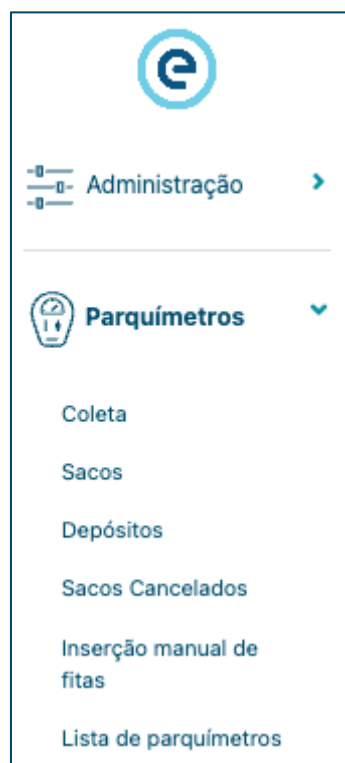 e
Administração
Parquímetros
Coleta
Sacos
Depósitos
Sacos Cancelados
Inserção manual de
fitas
Lista de parquímetros